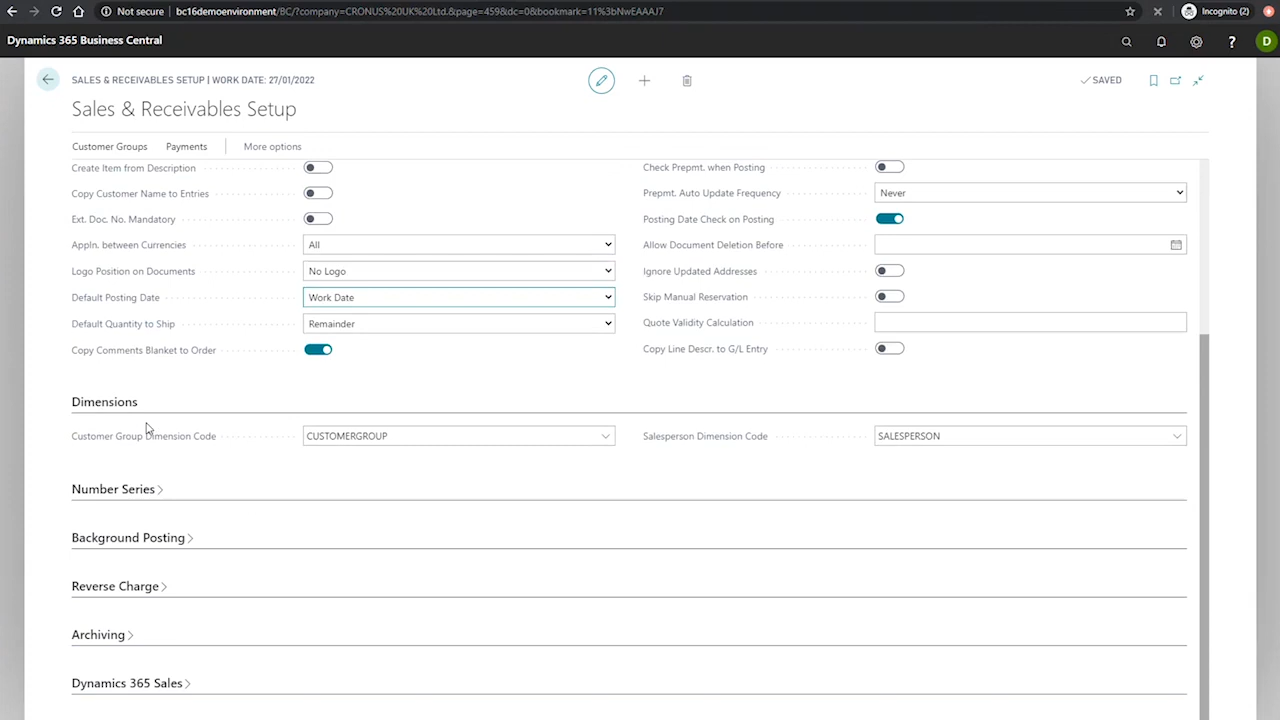 Not secure | bc16demoenvironment/BC/?company=CRONUS%20UK%20Ltd.&page=459&dc=0&bookmark=11%3bNwEAAAJ7
Incognito (2)
Dynamics 365 Business Central
?
D
SALES & RECEIVABLES SETUP | WORK DATE: 27/01/2022
SAVED
Sales & Receivables Setup
Customer Groups Payments | More options
Create Item from Description
Check Prepmt. when Posting
Copy Customer Name to Entries
Prepmt. Auto Update Frequency Never
Ext. Doc. No. Mandatory
Posting Date Check on Posting
Appln. between Currencies All
Allow Document Deletion Before
Logo Position on Documents No Logo
Ignore Updated Addresses
Default Posting Date Work Date
Skip Manual Reservation
Default Quantity to Ship Remainder
Quote Validity Calculation
Copy Comments Blanket to Order
Copy Line Descr. to G/L Entry
Dimensions
Customer Group Dimension Code CUSTOMERGROUP
Salesperson Dimension Code SALESPERSON
Number Series
Background Posting
Reverse Charge
Archiving
Dynamics 365 Sales